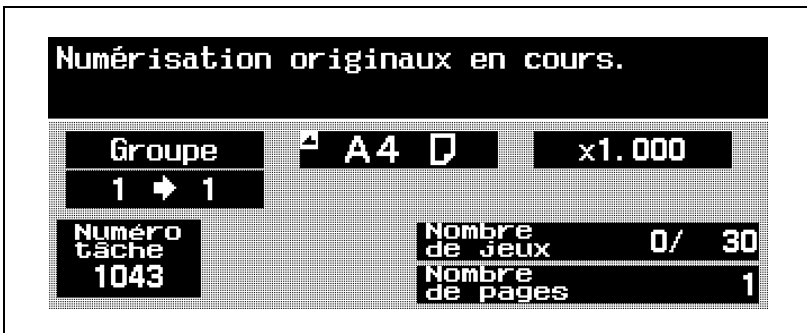 Numérisation originaux en cours.
Groupe A4 x1.000
1 → 1
Numéro
tâche
1043
Nombre
de jeux 0/ 30
Nombre
de pages 1